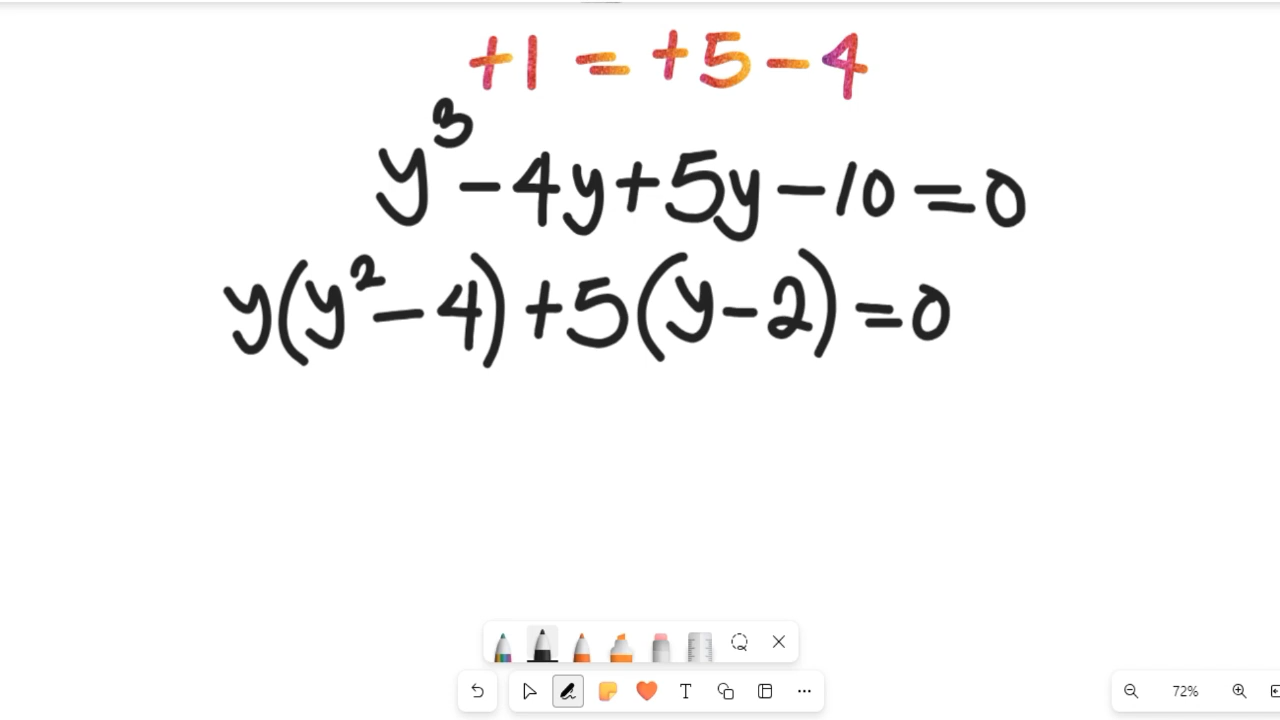 +1 = +5 - 4
y³ - 4y + 5y - 10 = 0
y(y² - 4) + 5(y - 2) = 0
T
72%